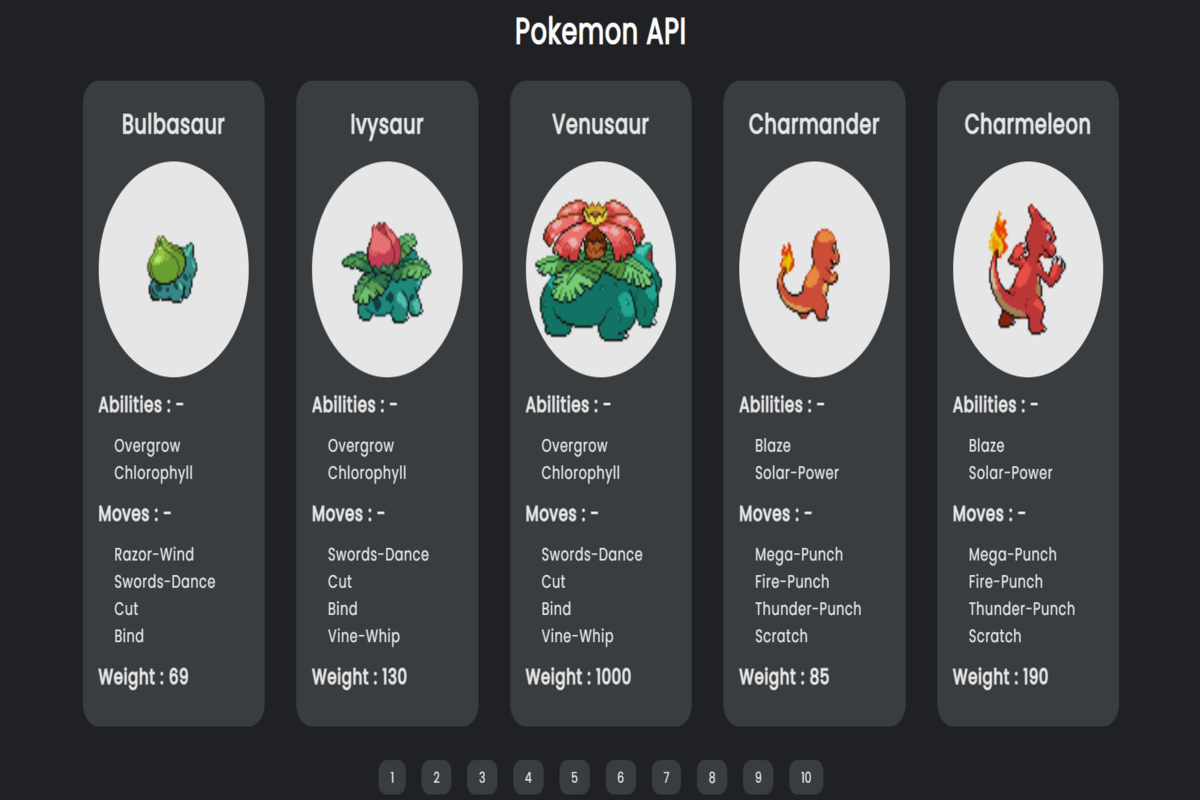 Pokemon API
Bulbasaur
Abilities : -
Overgrow
Chlorophyll
Moves : -
Razor-Wind
Swords-Dance
Cut
Bind
Weight : 69
Ivysaur
Abilities : -
Overgrow
Chlorophyll
Moves : -
Swords-Dance
Cut
Bind
Vine-Whip
Weight : 130
Venusaur
Abilities : -
Overgrow
Chlorophyll
Moves : -
Swords-Dance
Cut
Bind
Vine-Whip
Weight : 1000
Charmander
Abilities : -
Blaze
Solar-Power
Moves : -
Mega-Punch
Fire-Punch
Thunder-Punch
Scratch
Weight : 85
Charmeleon
Abilities : -
Blaze
Solar-Power
Moves : -
Mega-Punch
Fire-Punch
Thunder-Punch
Scratch
Weight : 190
1 2 3 4 5 6 7 8 9 10